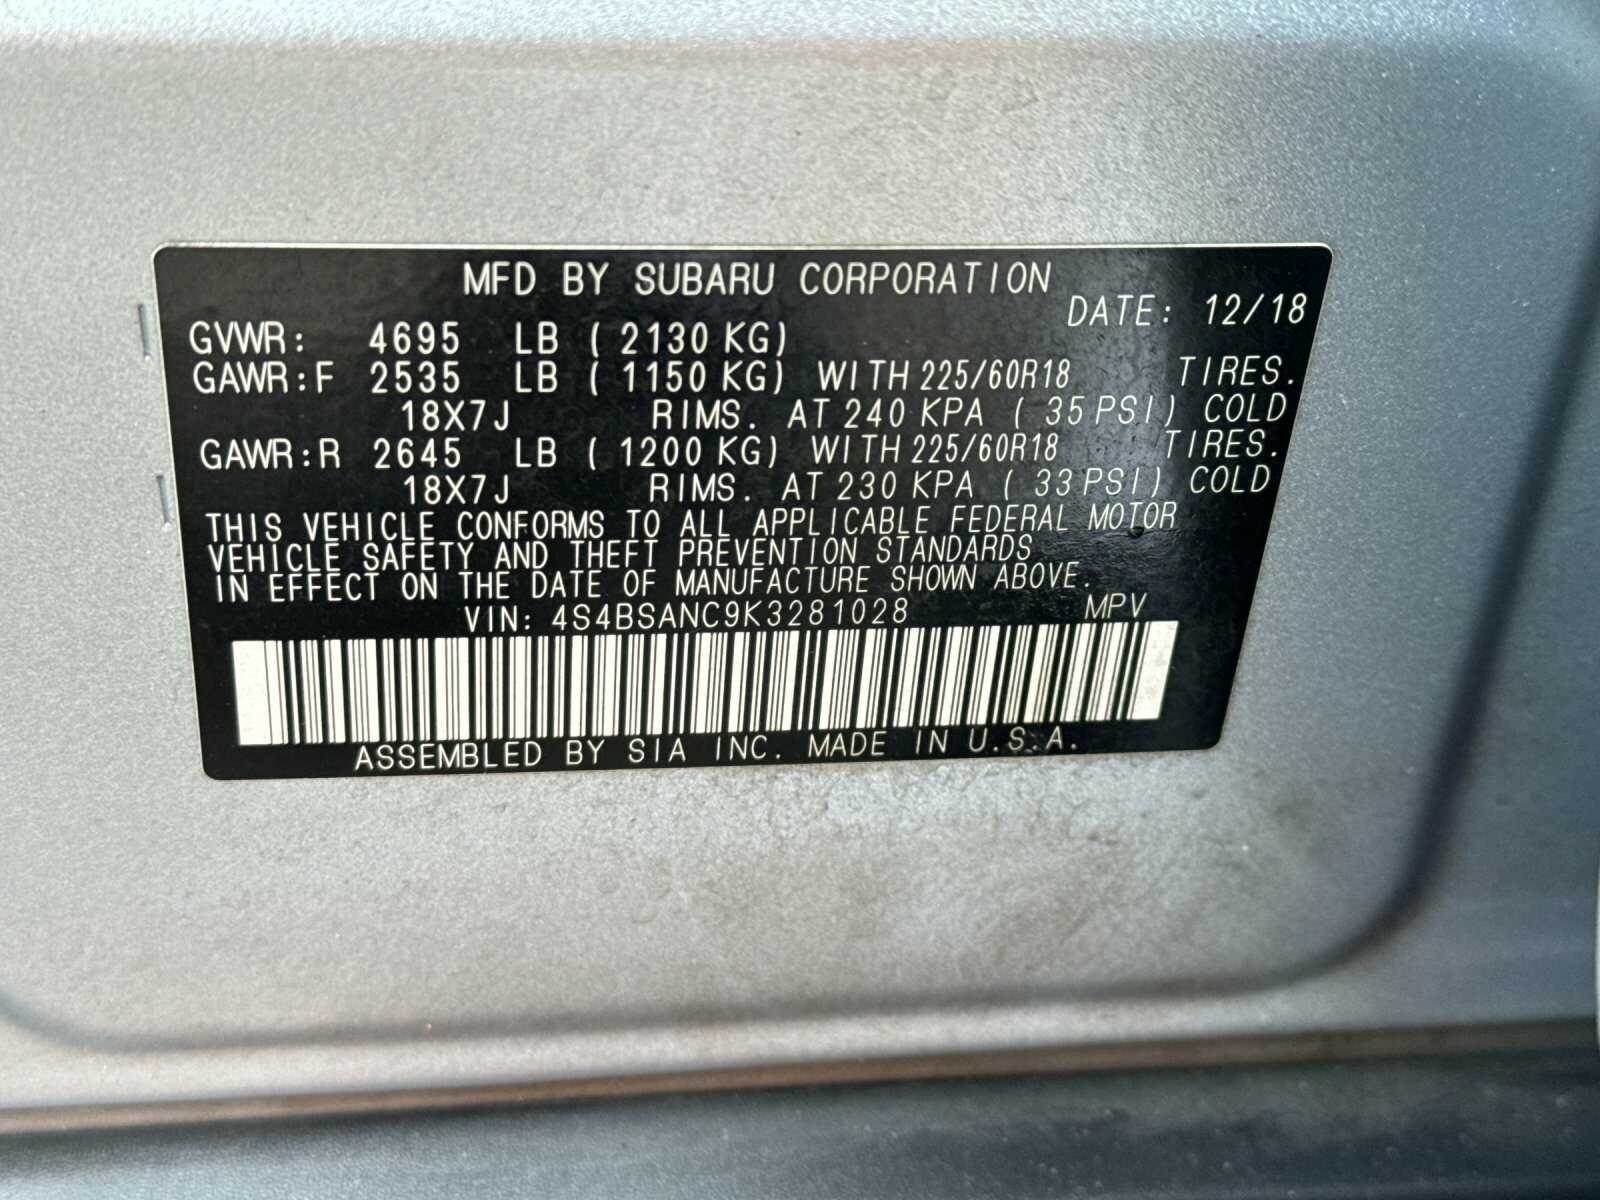 MFD BY SUBARU CORPORATION
DATE: 12/18
GVWR: 4695 LB ( 2130 KG)
GAWR:F 2535 LB ( 1150 KG) WITH 225/60R18 TIRES.
18X7J RIMS. AT 240 KPA ( 35 PSI) COLD
GAWR:R 2645 LB ( 1200 KG) WITH 225/60R18 TIRES.
18X7J RIMS. AT 230 KPA ( 33 PSI) COLD
THIS VEHICLE CONFORMS TO ALL APPLICABLE FEDERAL MOTOR
VEHICLE SAFETY AND THEFT PREVENTION STANDARDS
IN EFFECT ON THE DATE OF MANUFACTURE SHOWN ABOVE.
VIN: 4S4BSANC9K3281028 MPV
ASSEMBLED BY SIA INC. MADE IN U.S.A.